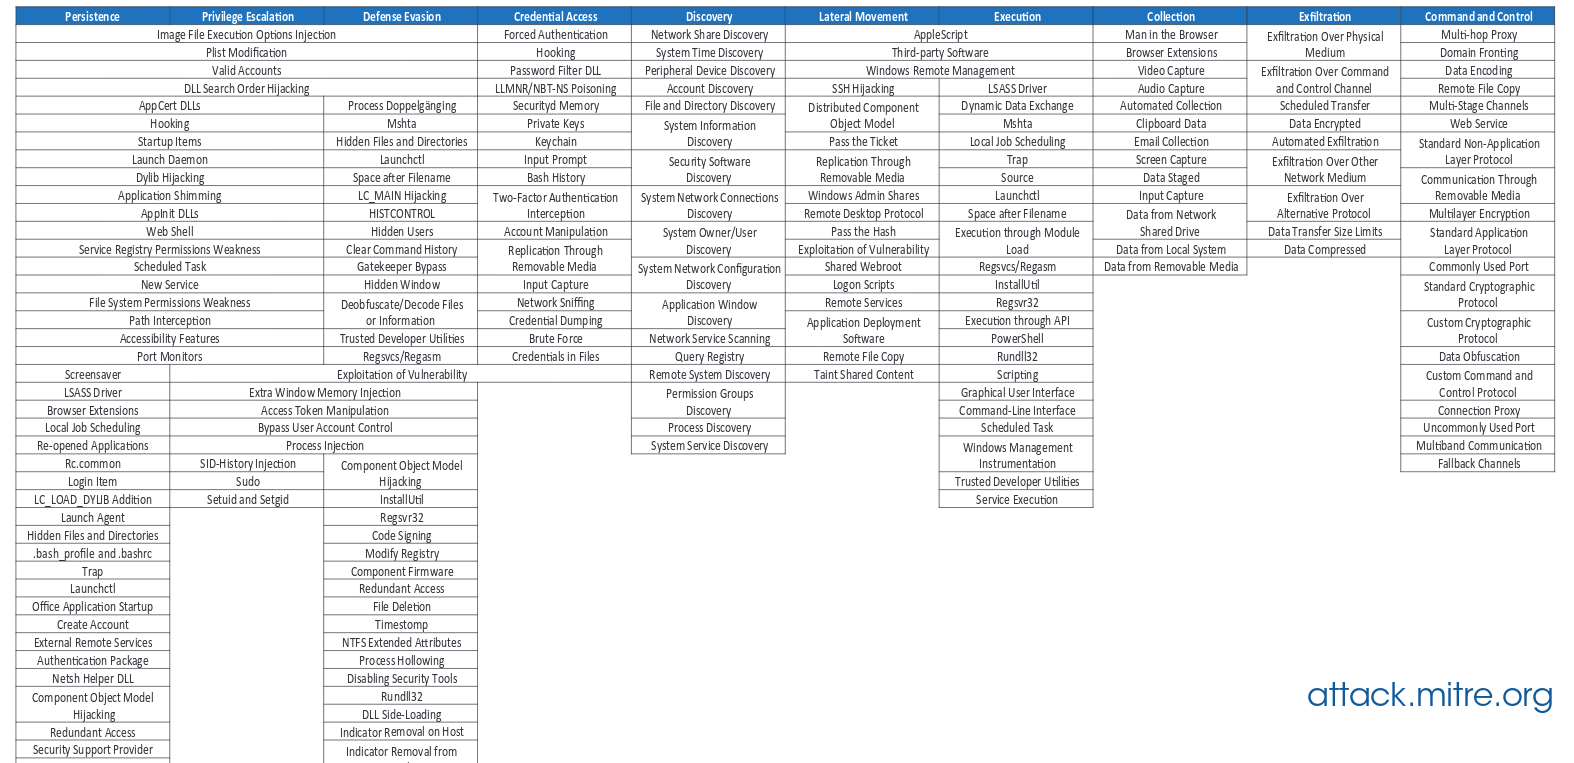 Persistence Privilege Escalation Defense Evasion Credential Access Discovery Lateral Movement Execution Collection Exfiltration Command and Control
Image File Execution Options Injection Forced Authentication Network Share Discovery AppleScript Man in the Browser Exfiltration Over Physical Multi-hop Proxy
Plist Modification Hooking System Time Discovery Third-party Software Browser Extensions Medium Domain Fronting
Valid Accounts Password Filter DLL Peripheral Device Discovery Windows Remote Management Video Capture Exfiltration Over Command Data Encoding
DLL Search Order Hijacking LLMNR/NBT-NS Poisoning Account Discovery SSH Hijacking LSASS Driver Audio Capture and Control Channel Remote File Copy
AppCert DLLs Process Doppelgänging Securityd Memory File and Directory Discovery Distributed Component Dynamic Data Exchange Automated Collection Scheduled Transfer Multi-Stage Channels
Hooking Mshta Private Keys System Information Object Model Mshta Clipboard Data Data Encrypted Web Service
Startup Items Hidden Files and Directories Keychain Discovery Pass the Ticket Local Job Scheduling Email Collection Automated Exfiltration Standard Non-Application
Launch Daemon Launchctl Input Prompt Security Software Replication Through Trap Screen Capture Exfiltration Over Other Layer Protocol
Dylib Hijacking Space after Filename Bash History Discovery Removable Media Source Data Staged Network Medium Communication Through
Application Shimming LC_MAIN Hijacking Two-Factor Authentication System Network Connections Windows Admin Shares Launchctl Input Capture Exfiltration Over Removable Media
AppInit DLLs HISTCONTROL Interception Discovery Remote Desktop Protocol Space after Filename Data from Network Alternative Protocol Multilayer Encryption
Web Shell Hidden Users Account Manipulation System Owner/User Pass the Hash Execution through Module Shared Drive Data Transfer Size Limits Standard Application
Service Registry Permissions Weakness Clear Command History Replication Through Discovery Exploitation of Vulnerability Load Data from Local System Data Compressed Layer Protocol
Scheduled Task Gatekeeper Bypass Removable Media System Network Configuration Shared Webroot Regsvcs/Regasm Data from Removable Media Commonly Used Port
New Service Hidden Window Input Capture Discovery Logon Scripts InstallUtil Standard Cryptographic
File System Permissions Weakness Deobfuscate/Decode Files Network Sniffing Application Window Remote Services Regsvr32 Protocol
Path Interception or Information Credential Dumping Discovery Application Deployment Execution through API Custom Cryptographic
Accessibility Features Trusted Developer Utilities Brute Force Network Service Scanning Software PowerShell Protocol
Port Monitors Regsvcs/Regasm Credentials in Files Query Registry Remote File Copy Rundll32 Data Obfuscation
Screensaver Exploitation of Vulnerability Remote System Discovery Taint Shared Content Scripting Custom Command and
LSASS Driver Extra Window Memory Injection Permission Groups Graphical User Interface Control Protocol
Browser Extensions Access Token Manipulation Discovery Command-Line Interface Connection Proxy
Local Job Scheduling Bypass User Account Control Process Discovery Scheduled Task Uncommonly Used Port
Re-opened Applications Process Injection System Service Discovery Windows Management Multiband Communication
Rc.common SID-History Injection Component Object Model Instrumentation Fallback Channels
Login Item Sudo Hijacking Trusted Developer Utilities
LC_LOAD_DYLIB Addition Setuid and Setgid InstallUtil Service Execution
Launch Agent Regsvr32
Hidden Files and Directories Code Signing
.bash_profile and .bashrc Modify Registry
Trap Component Firmware
Launchctl Redundant Access
Office Application Startup File Deletion
Create Account Timestomp
External Remote Services NTFS Extended Attributes
Authentication Package Process Hollowing
Netsh Helper DLL Disabling Security Tools
Component Object Model Rundll32
Hijacking DLL Side-Loading
Redundant Access Indicator Removal on Host
Security Support Provider Indicator Removal from
attack.mitre.org